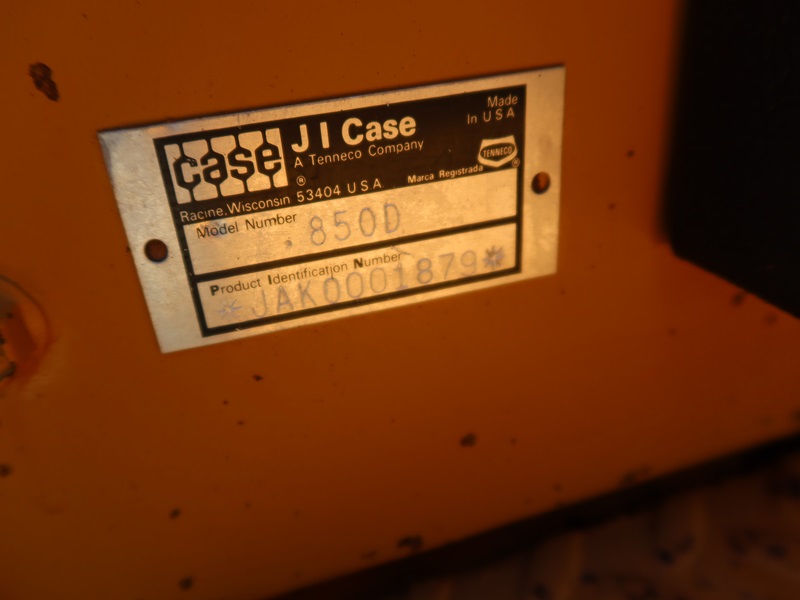 Made
In U S A
case
J I Case
A Tenneco Company
TENNECO
®
®
Marca Registrada
Racine, Wisconsin 53404 U S A
Model Number
850D
Product Identification Number
*JAK0001879*